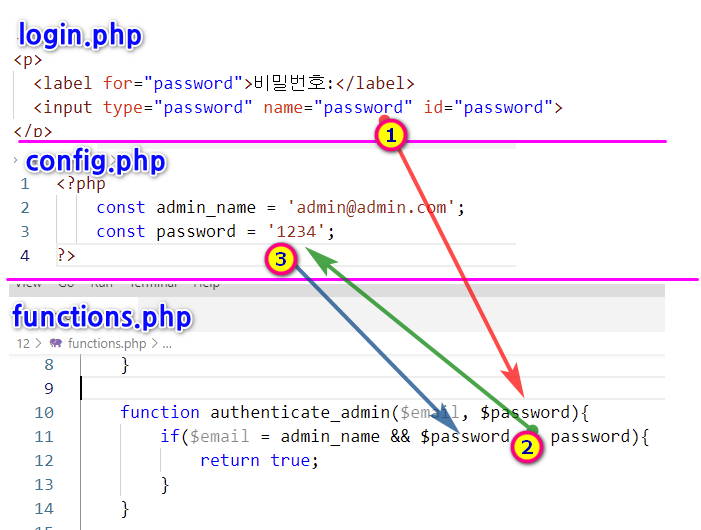 login.php
<p>
<label for="password">비밀번호:</label>
<input type="password" name="password" id="password">
</p>
1
config.php
1 <?php
2 const admin_name = 'admin@admin.com';
3 const password = '1234';
4 ?>
3
View Go Run Terminal Help
functions.php
12 > functions.php > ...
8 }
9
10 function authenticate_admin($email, $password){
11 if($email = admin_name && $password 2 password){
12 return true;
13 }
14 }